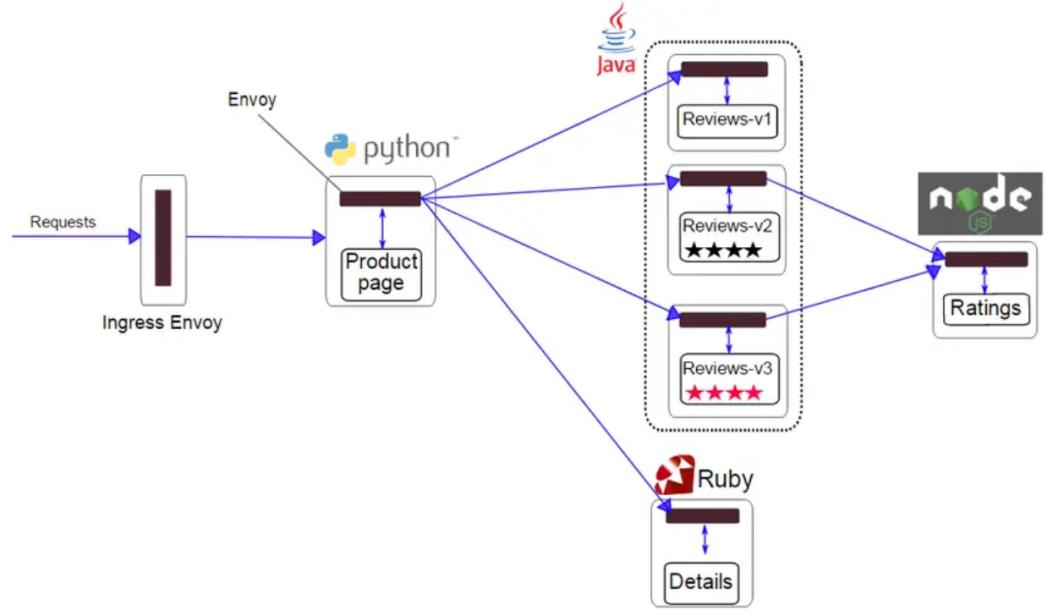 Java
Envoy
python
Reviews-v1
node
JS
Requests
Reviews-v2
Product
page
Ratings
Ingress Envoy
Reviews-v3
Ruby
Details